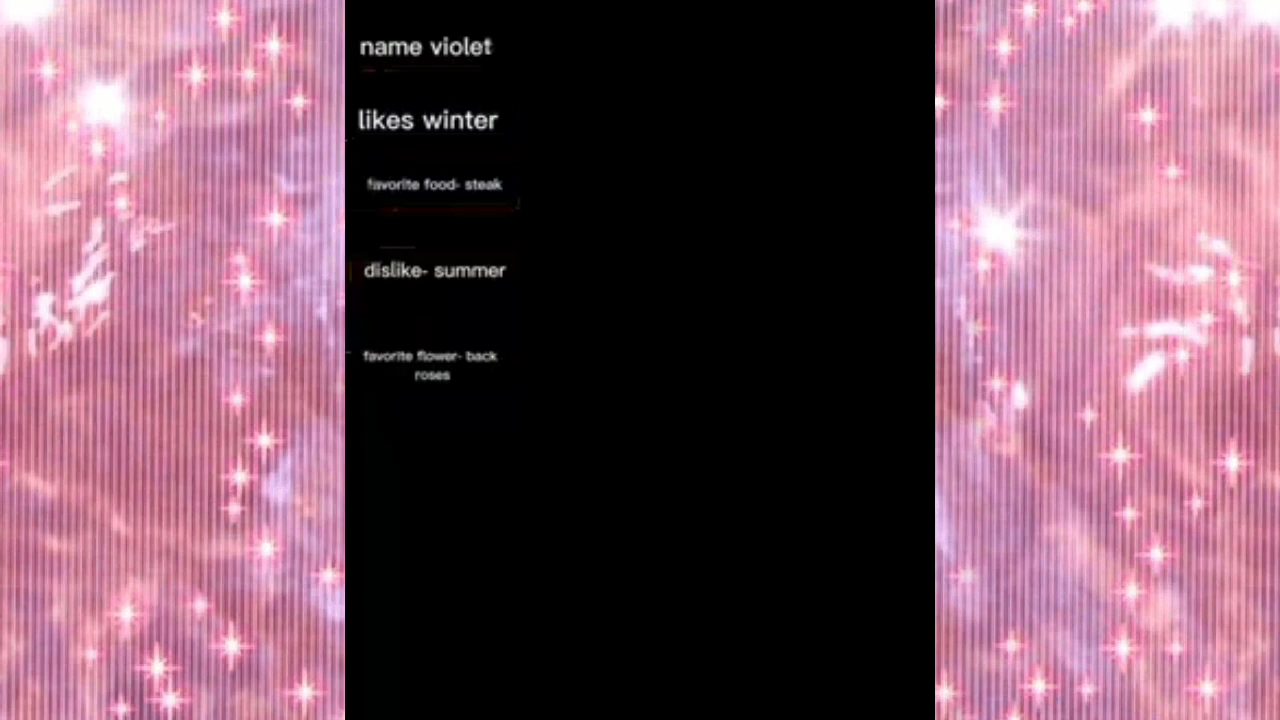 name violet
likes winter
favorite food- steak
dislike- summer
favorite flower- back
roses